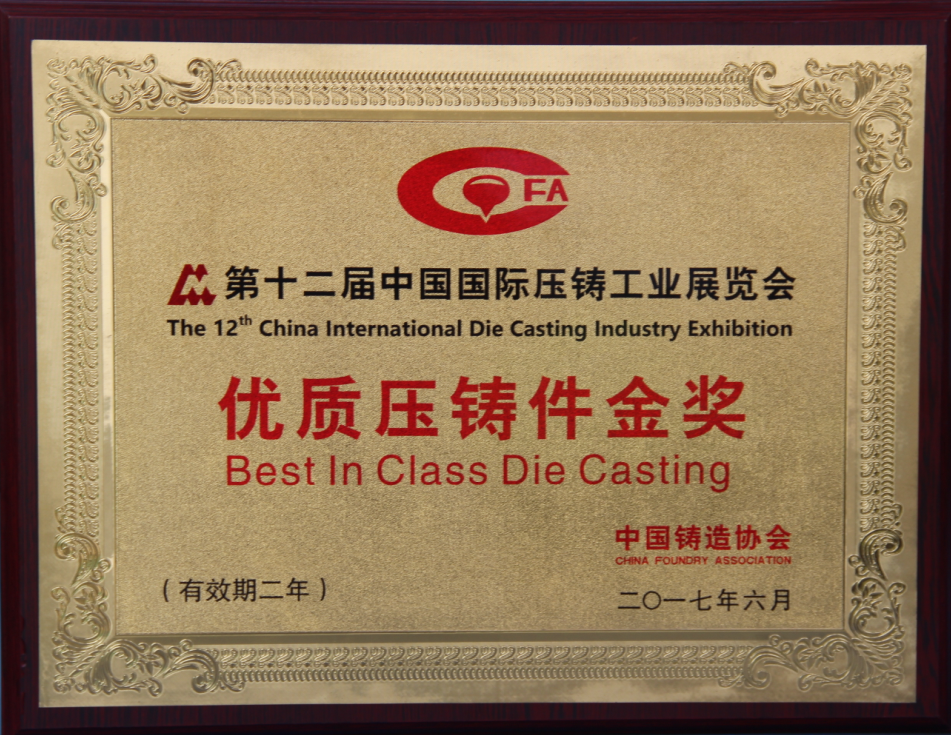 FA
第十二届中国国际压铸工业展览会
The 12th China International Die Casting Industry Exhibition
优质压铸件金奖
Best In Class Die Casting
中国铸造协会
CHINA FOUNDRY ASSOCIATION
（有效期二年）
二〇一七年六月